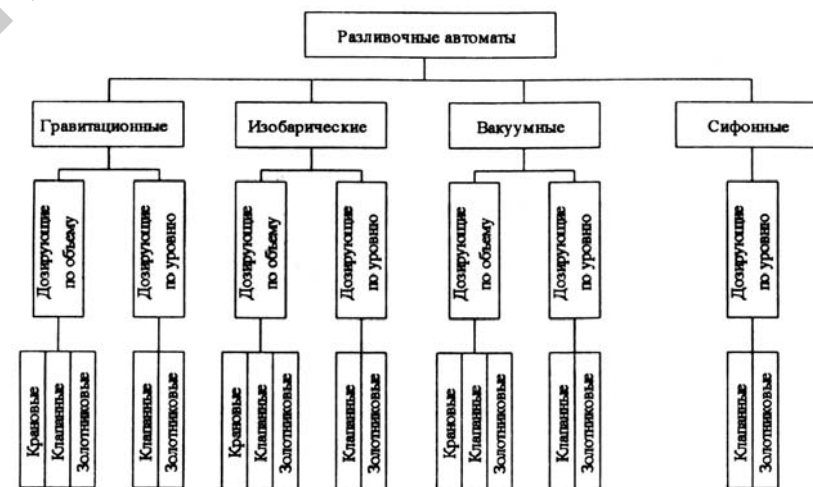 Разливочные автоматы
Гравитационные
Изобарические
Вакуумные
Сифонные
Дозирующие
по объему
Дозирующие
по уровню
Дозирующие
по объему
Дозирующие
по уровню
Дозирующие
по объему
Дозирующие
по уровню
Дозирующие
по уровню
Крановые
Клапанные
Золотниковые
Клапанные
Золотниковые
Крановые
Клапанные
Золотниковые
Клапанные
Золотниковые
Крановые
Клапанные
Золотниковые
Клапанные
Золотниковые
Клапанные
Золотниковые